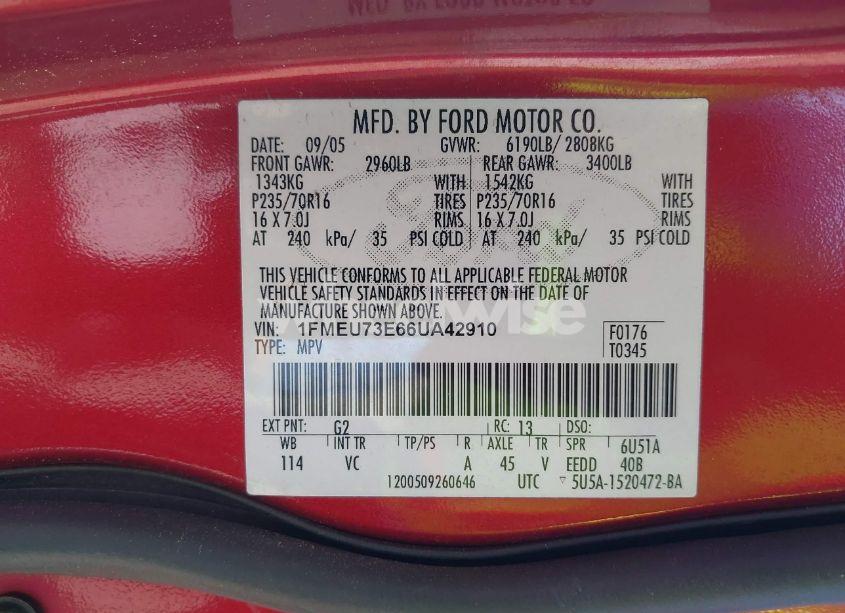 MFD. BY FORD MOTOR CO.
DATE: 09/05 GVWR: 6190LB/ 2808KG
FRONT GAWR: 2960LB REAR GAWR: 3400LB
1343KG WITH 1542KG WITH
P235/70R16 TIRES P235/70R16 TIRES
16 X 7.0J RIMS 16 X 7.0J RIMS
AT 240 kPa/ 35 PSI COLD AT 240 kPa/ 35 PSI COLD
THIS VEHICLE CONFORMS TO ALL APPLICABLE FEDERAL MOTOR
VEHICLE SAFETY STANDARDS IN EFFECT ON THE DATE OF
MANUFACTURE SHOWN ABOVE.
VIN: 1FMEU73E66UA42910 F0176
TYPE: MPV T0345
EXT PNT: G2 RC: 13 DSO:
WB INT TR TP/PS R AXLE TR SPR 6U51A
114 VC A 45 V EEDD 40B
1200509260646 UTC ▽ 5U5A-1520472-BA